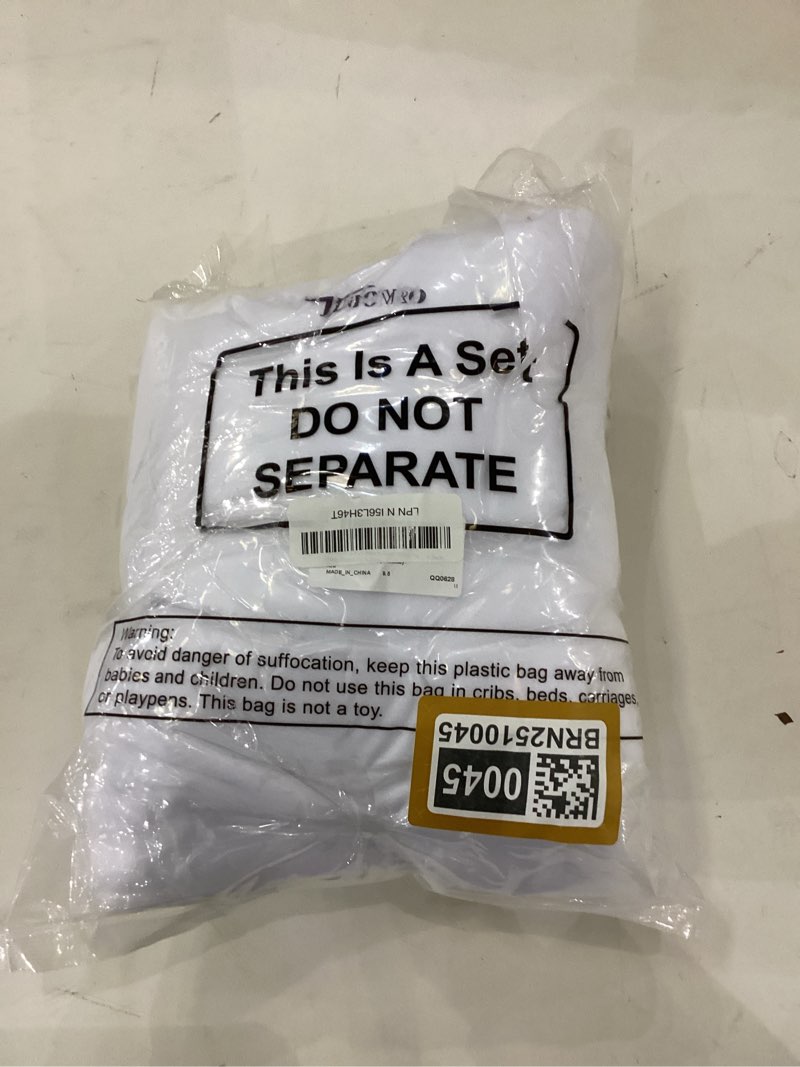 This Is A Set
DO NOT
SEPARATE
LPN N I56L3H46T
MADE_IN_CHINA
QQ0628
Warning:
To avoid danger of suffocation, keep this plastic bag away from
babies and children. Do not use this bag in cribs, beds, carriages,
or playpens. This bag is not a toy.
BRN2510045
0045